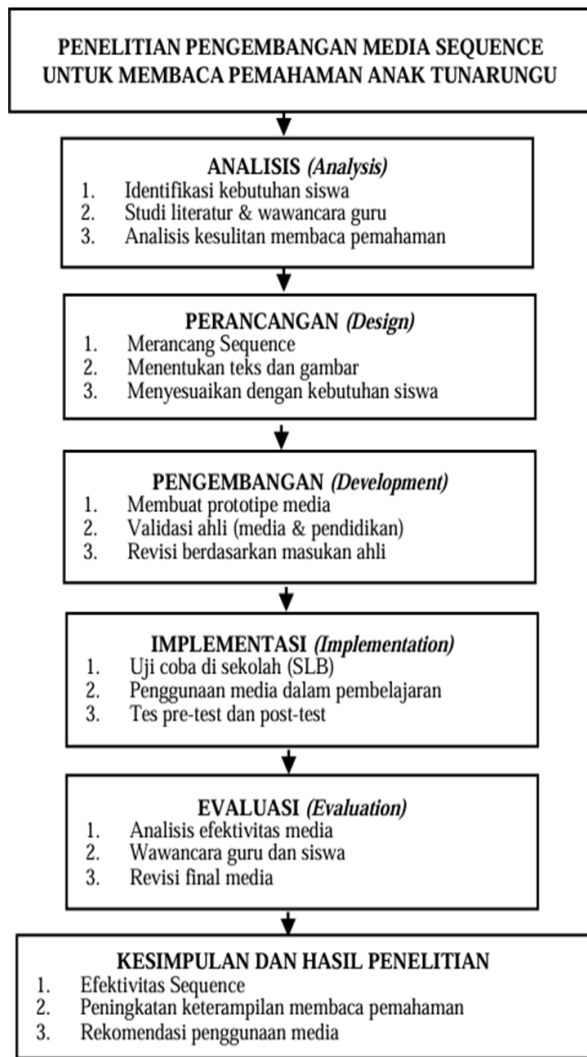 PENELITIAN PENGEMBANGAN MEDIA SEQUENCE
UNTUK MEMBACA PEMAHAMAN ANAK TUNARUNGU
ANALISIS (Analysis)
1. Identifikasi kebutuhan siswa
2. Studi literatur & wawancara guru
3. Analisis kesulitan membaca pemahaman
PERANCANGAN (Design)
1. Merancang Sequence
2. Menentukan teks dan gambar
3. Menyesuaikan dengan kebutuhan siswa
PENGEMBANGAN (Development)
1. Membuat prototipe media
2. Validasi ahli (media & pendidikan)
3. Revisi berdasarkan masukan ahli
IMPLEMENTASI (Implementation)
1. Uji coba di sekolah (SLB)
2. Penggunaan media dalam pembelajaran
3. Tes pre-test dan post-test
EVALUASI (Evaluation)
1. Analisis efektivitas media
2. Wawancara guru dan siswa
3. Revisi final media
KESIMPULAN DAN HASIL PENELITIAN
1. Efektivitas Sequence
2. Peningkatan keterampilan membaca pemahaman
3. Rekomendasi penggunaan media